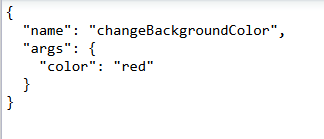 {
  "name": "changeBackgroundColor",
  "args": {
    "color": "red"
  }
}